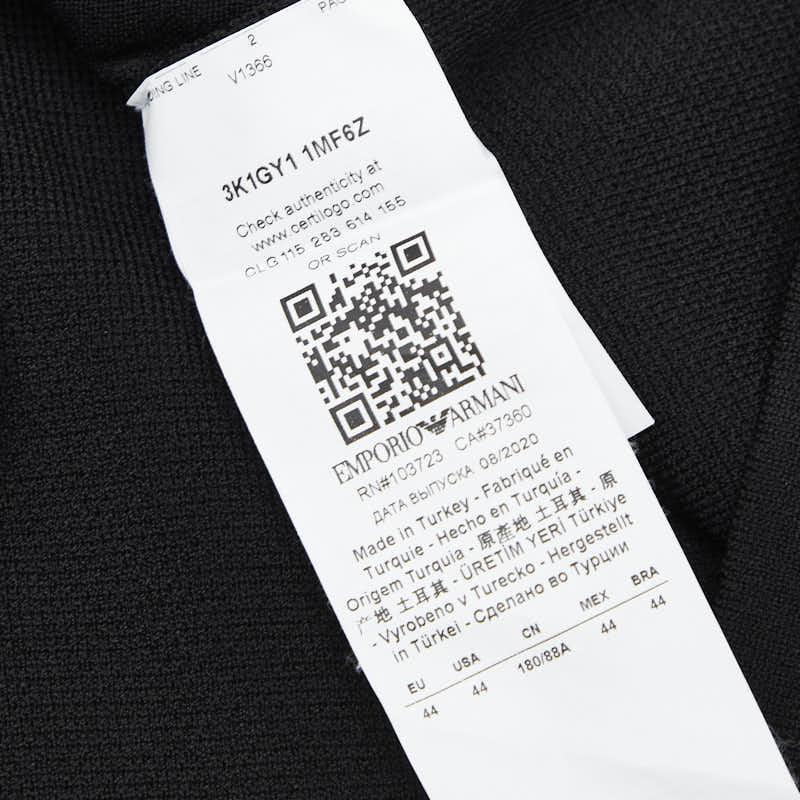 2
V1366
LINE
3K1GY1 1MF6Z
Check authenticity at
www.certilogo.com
CLG 115 283 614 155
OR SCAN
EMPORIO ARMANI
RN#103723 CA#37360
ДАТА ВЫПУСКА 08/2020
Made in Turkey - Fabriqué en
Turquie - Hecho en Turquia -
Origem Turquia - 原產地 土耳其 - 原
产地 土耳其 - ÜRETİM YERİ Türkiye
- Vyrobeno v Turecko - Hergestellt
in Türkei - Сделано во Турции
EU USA CN MEX BRA
44 44 180/88A 44 44